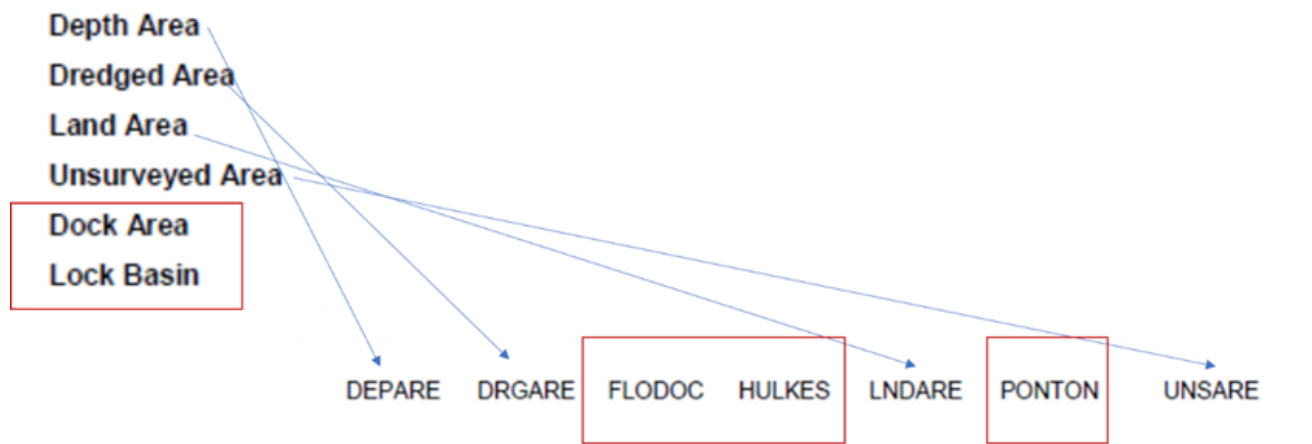 Depth Area
Dredged Area
Land Area
Unsurveyed Area
Dock Area
Lock Basin
DEPARE DRGARE FLODOC HULKES LNDARE PONTON UNSARE